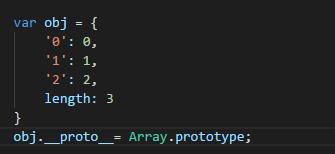 var obj = {
    '0': 0,
    '1': 1,
    '2': 2,
    length: 3
}
obj.__proto__= Array.prototype;